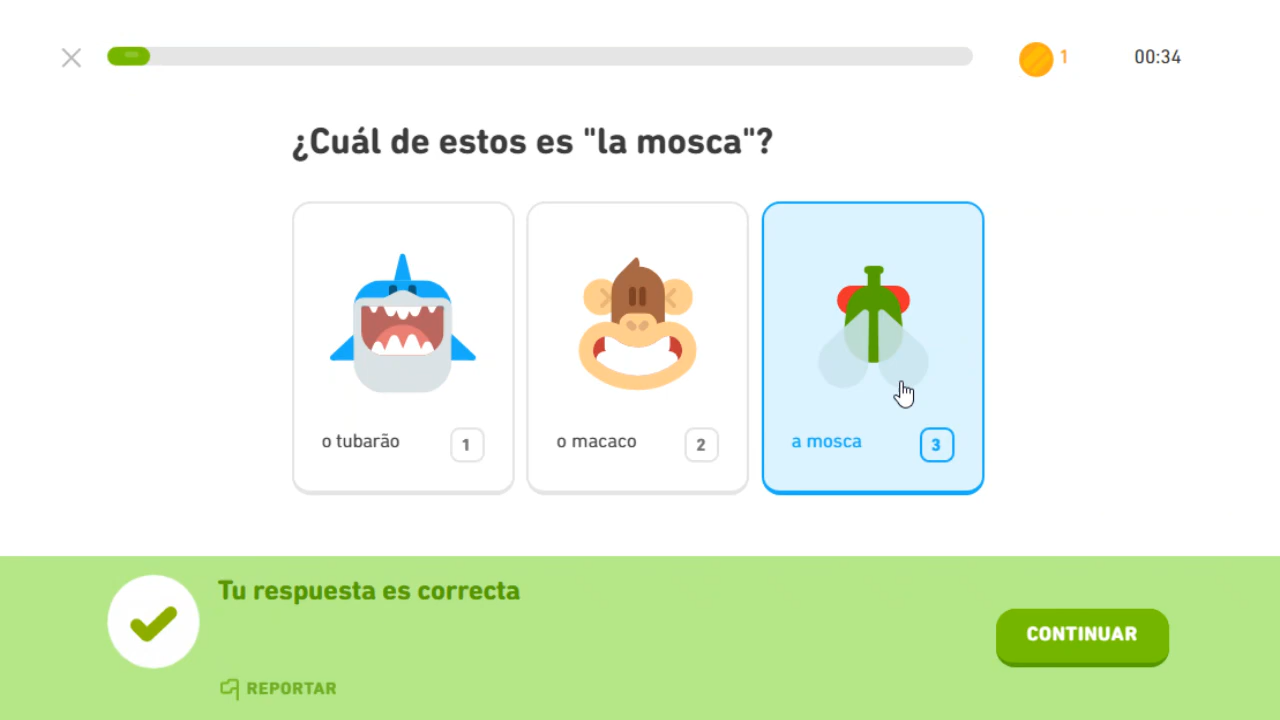 1
00:34
¿Cuál de estos es "la mosca"?
o tubarão 1
o macaco 2
a mosca 3
Tu respuesta es correcta
CONTINUAR
REPORTAR